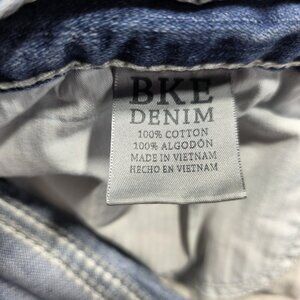 BKE
DENIM
100% COTTON
100% ALGODÓN
MADE IN VIETNAM
HECHO EN VIETNAM